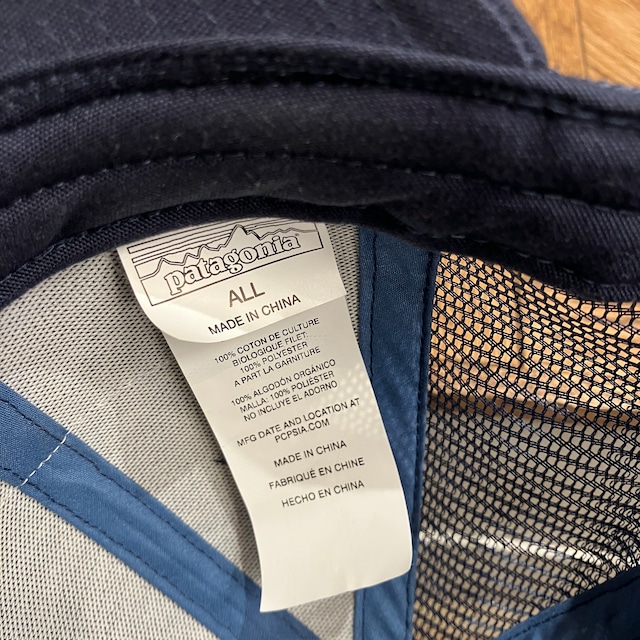 patagonia
ALL
MADE IN CHINA
100% COTON DE CULTURE
BIOLOGIQUE FILET:
100% POLYESTER
A PART LA GARNITURE
100% ALGODÓN ORGÁNICO
MALLA: 100% POLIÉSTER
NO INCLUYE EL ADORNO
MFG DATE AND LOCATION AT
PCPSIA.COM
MADE IN CHINA
FABRIQUÉ EN CHINE
HECHO EN CHINA